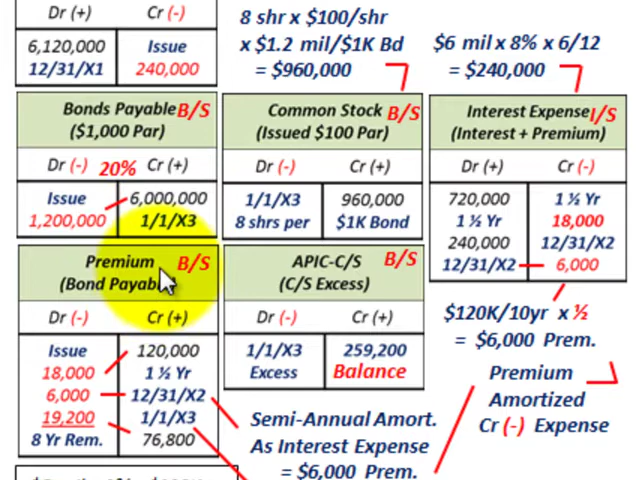 Dr (+) Cr (-)
6,120,000 Issue
12/31/X1 240,000
8 shr x $100/shr
x $1.2 mil/$1K Bd
= $960,000
$6 mil x 8% x 6/12
= $240,000
Bonds Payable B/S
($1,000 Par)
Dr (-) 20% Cr (+)
Issue 6,000,000
1,200,000 1/1/X3
Common Stock B/S
(Issued $100 Par)
Dr (-) Cr (+)
1/1/X3 960,000
8 shrs per $1K Bond
Interest Expense I/S
(Interest + Premium)
Dr (+) Cr (-)
720,000 1 ½ Yr
1 ½ Yr 18,000
240,000 12/31/X2
12/31/X2 6,000
Premium B/S
(Bond Payable)
Dr (-) Cr (+)
Issue 120,000
18,000 1 ½ Yr
6,000 12/31/X2
19,200 1/1/X3
8 Yr Rem. 76,800
APIC-C/S B/S
(C/S Excess)
Dr (-) Cr (+)
1/1/X3 259,200
Excess Balance
$120K/10yr x ½
= $6,000 Prem.
Premium
Amortized
Cr (-) Expense
Semi-Annual Amort.
As Interest Expense
= $6,000 Prem.